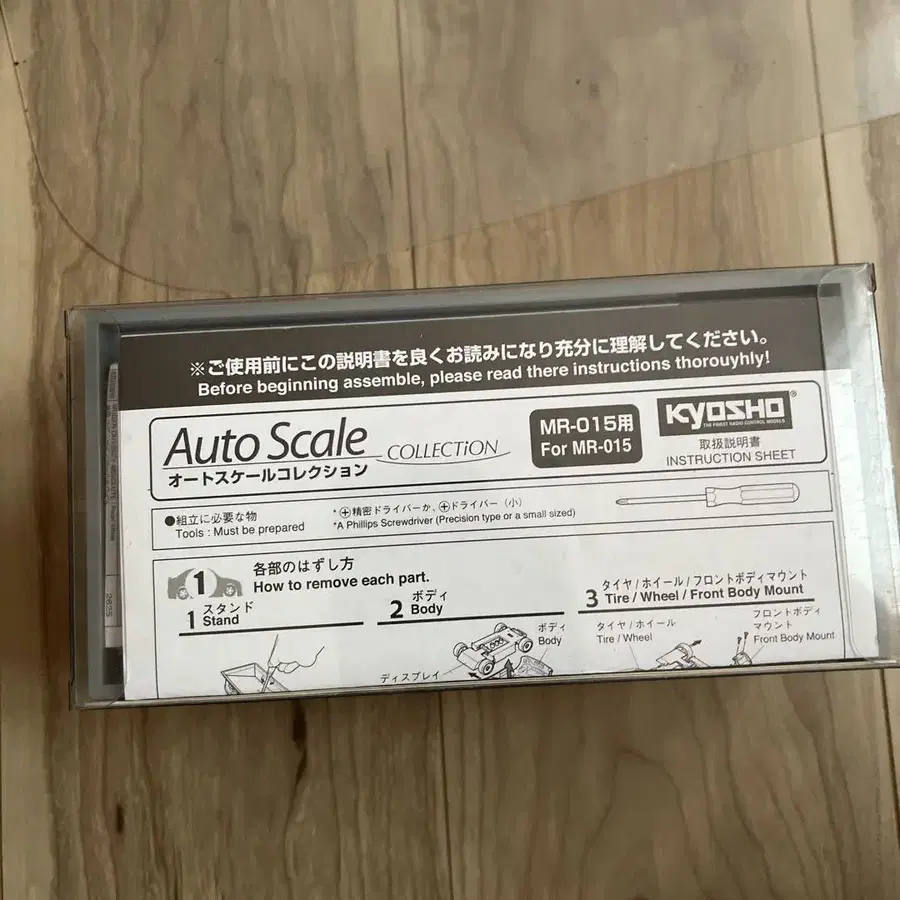 ※ご使用前にこの説明書を良くお読みになり充分に理解してください。
Before beginning assemble, please read there instructions thorouyhly!
Auto Scale COLLECTION
オートスケールコレクション
MR-015用
For MR-015
KYOSHO
THE FINEST RADIO CONTROL MODELS
取扱説明書
INSTRUCTION SHEET
●組立に必要な物
Tools : Must be prepared
*⊕精密ドライバーか、⊕ドライバー（小）
*A Phillips Screwdriver (Precision type or a small sized)
1
各部のはずし方
How to remove each part.
1 スタンド
Stand
2 ボディ
Body
3 タイヤ/ホイール/フロントボディマウント
Tire / Wheel / Front Body Mount
ディスプレイ
ボディ
Body
タイヤ/ホイール
Tire / Wheel
フロントボディ
マウント
Front Body Mount